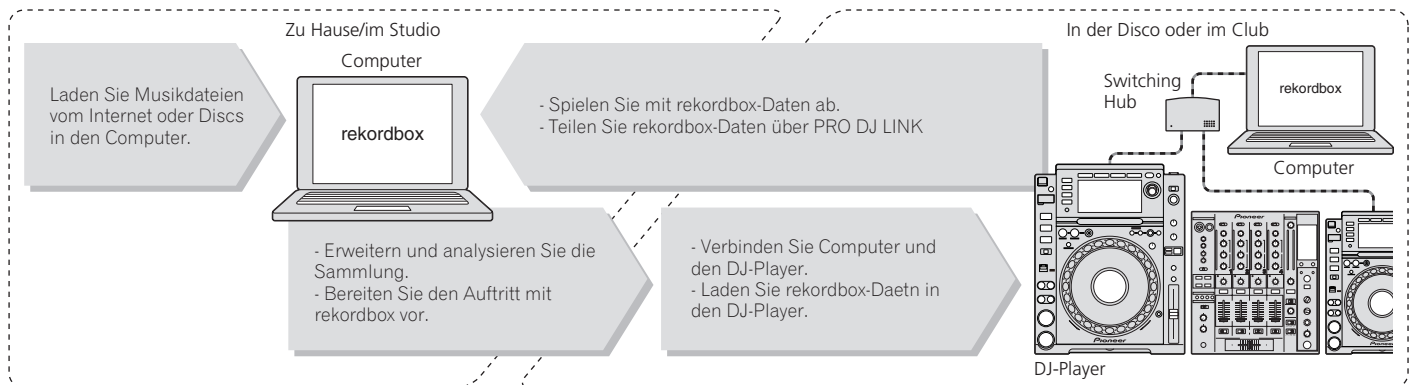 Zu Hause/im Studio
Computer
Laden Sie Musikdateien
vom Internet oder Discs
in den Computer.
rekordbox
- Spielen Sie mit rekordbox-Daten ab.
- Teilen Sie rekordbox-Daten über PRO DJ LINK
- Erweitern und analysieren Sie die
Sammlung.
- Bereiten Sie den Auftritt mit
rekordbox vor.
- Verbinden Sie Computer und
den DJ-Player.
- Laden Sie rekordbox-Daetn in
den DJ-Player.
In der Disco oder im Club
Switching
Hub
rekordbox
Computer
Pioneer
Pioneer
DJ-Player